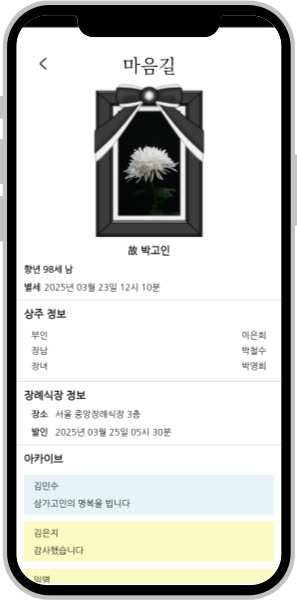 마음길
故 박고인
향년 98세 남
별세 2025년 03월 23일 12시 10분
상주 정보
부인 이은희
장남 박철수
장녀 박영희
장례식장 정보
장소 서울 중앙장례식장 3층
발인 2025년 03월 25일 05시 30분
아카이브
김민수
삼가고인의 명복을 빕니다
김은지
감사했습니다
익명